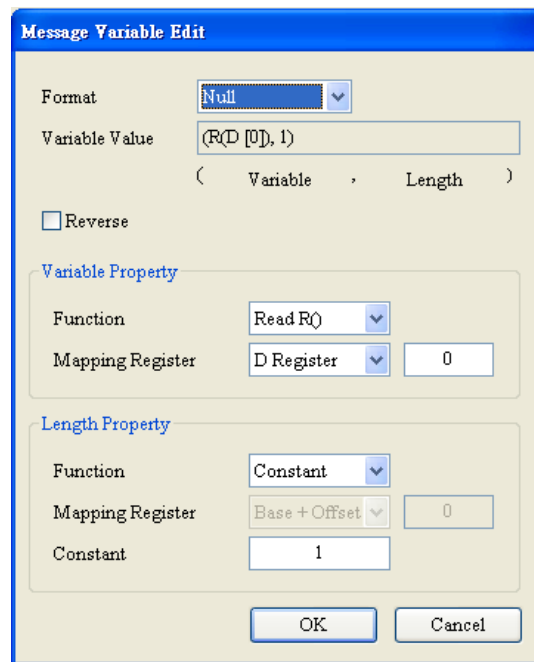 Message Variable Edit
Format Null
Variable Value (R(D [0]), 1)
( Variable , Length )
Reverse
Variable Property
Function Read R()
Mapping Register D Register 0
Length Property
Function Constant
Mapping Register Base + Offset 0
Constant 1
OK Cancel